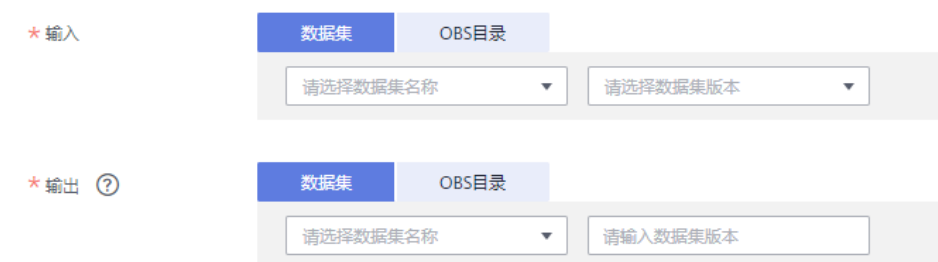 * 输入 数据集 OBS目录
请选择数据集名称 请选择数据集版本
* 输出 ? 数据集 OBS目录
请选择数据集名称 请输入数据集版本